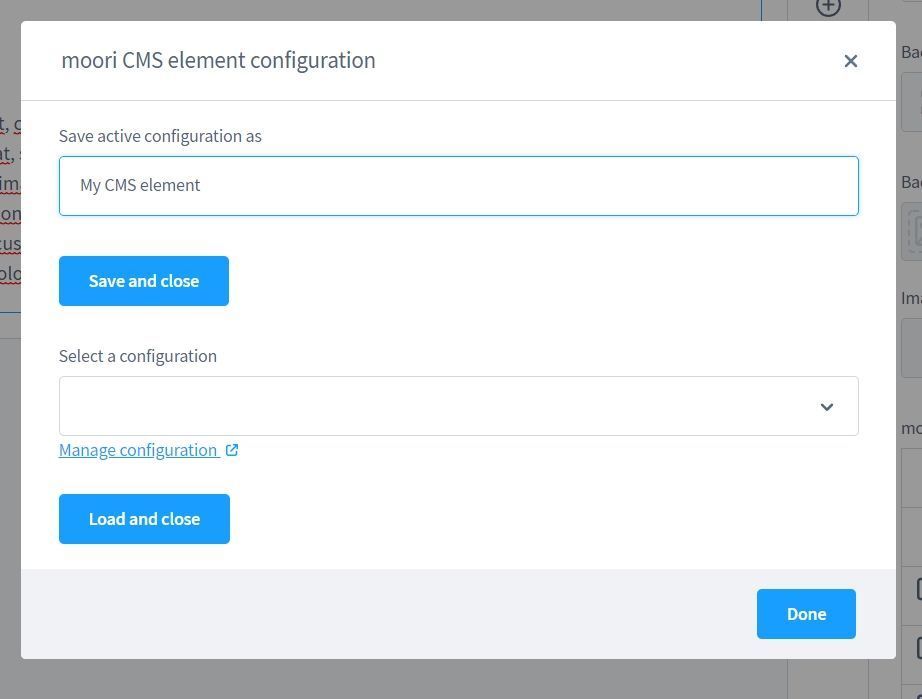 moori CMS element configuration
Save active configuration as
My CMS element
Save and close
Select a configuration
Manage configuration
Load and close
Done